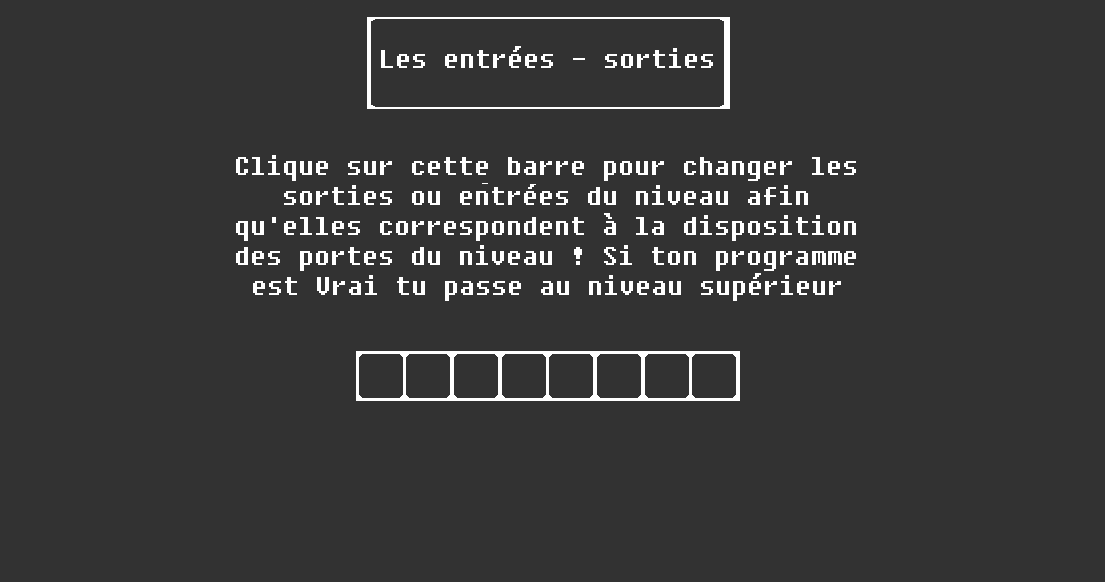 Les entrées - sorties
Clique sur cette barre pour changer les
sorties ou entrées du niveau afin
qu'elles correspondent à la disposition
des portes du niveau ! Si ton programme
est Vrai tu passe au niveau supérieur